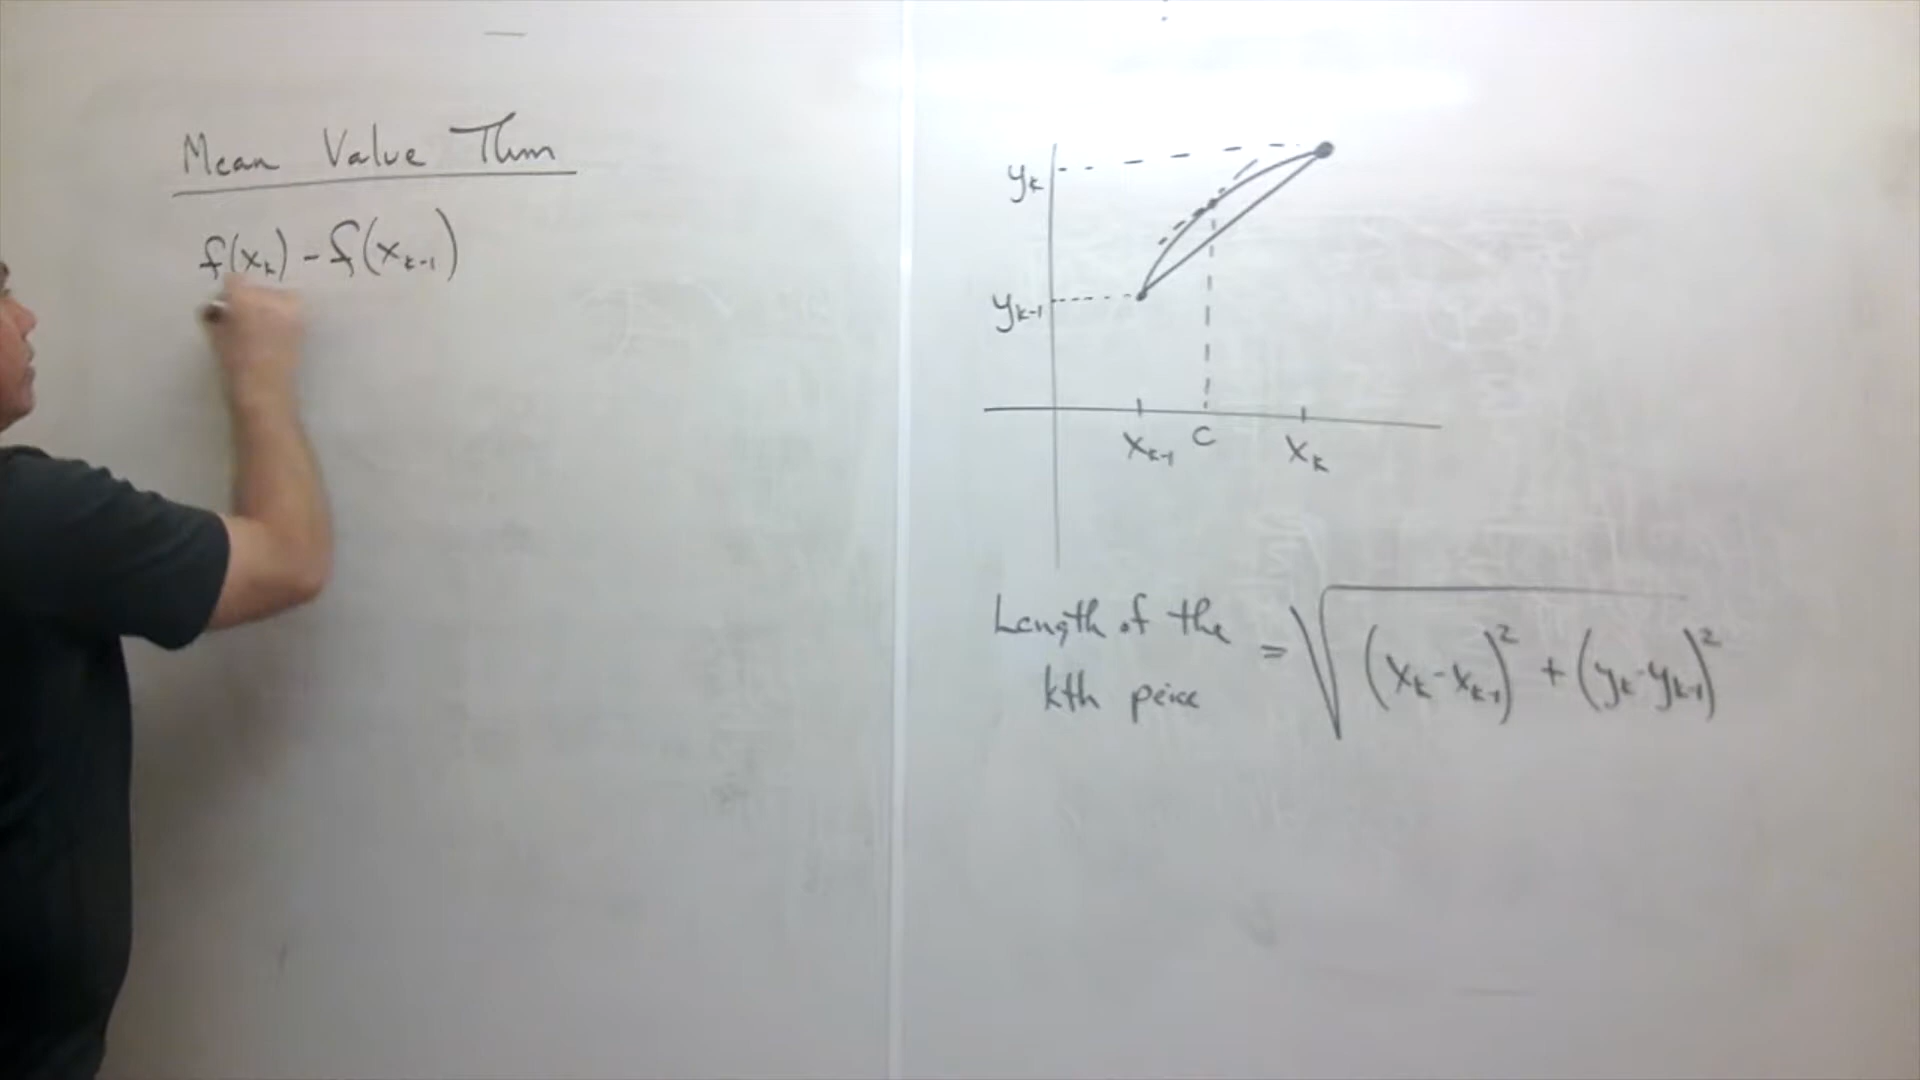 Mean Value Thm
f(xₖ) - f(xₖ₋₁)
yₖ
yₖ₋₁
xₖ₋₁ c xₖ
Length of the kth peice = √((xₖ-xₖ₋₁)² + (yₖ-yₖ₋₁)²)